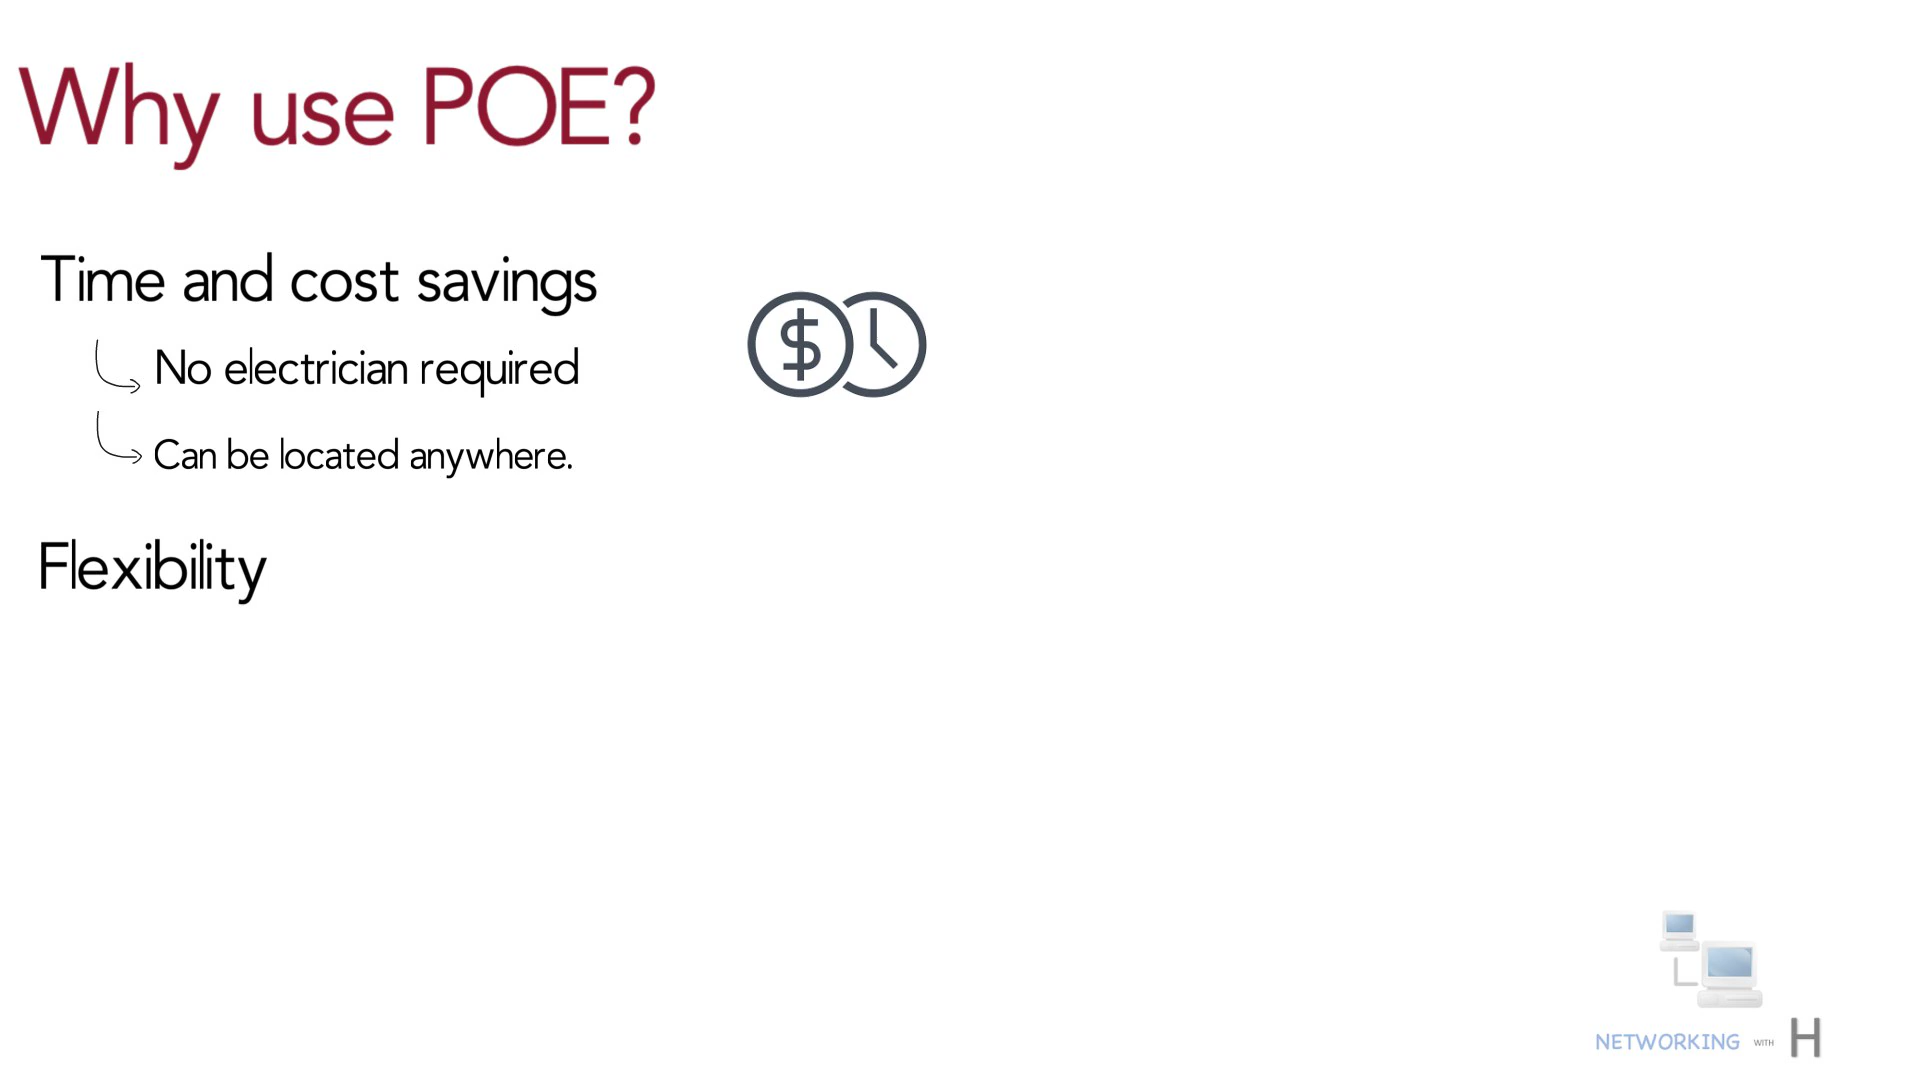 Why use POE?
Time and cost savings
No electrician required
Can be located anywhere.
Flexibility
NETWORKING WITH H